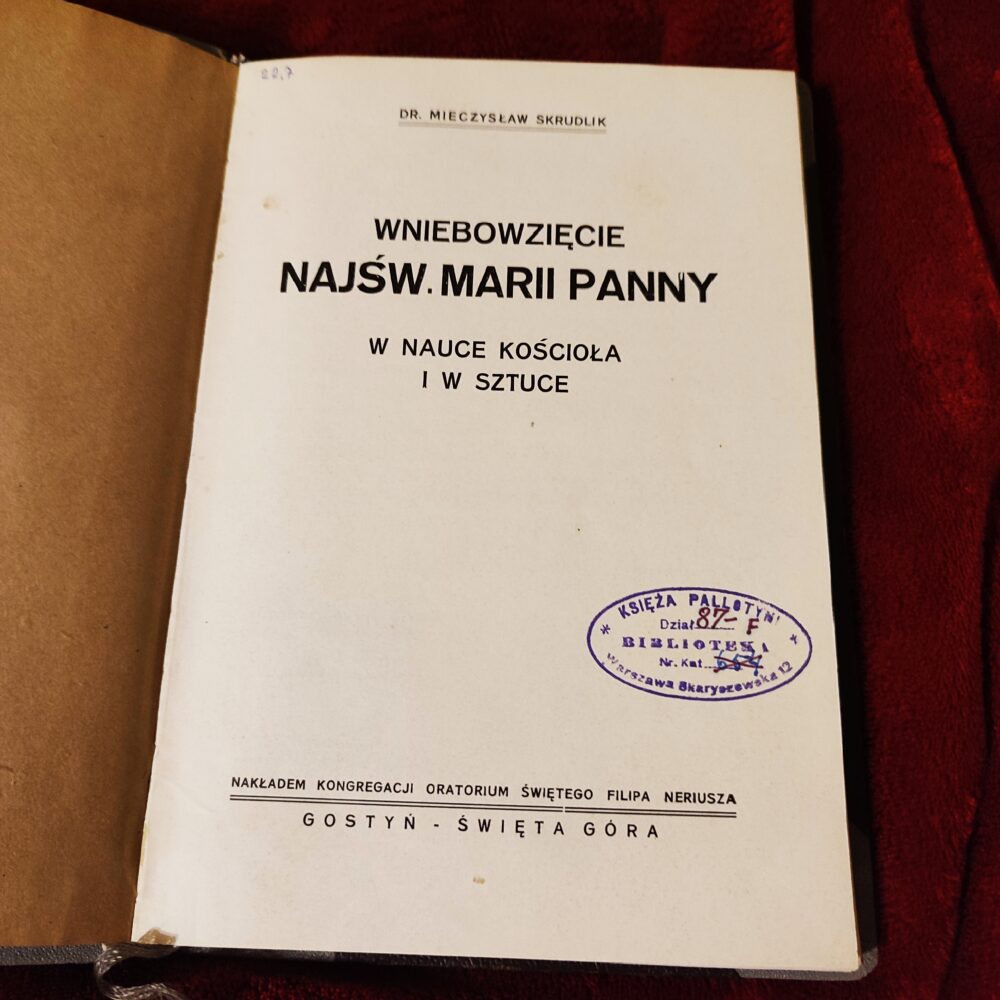 22,7
DR. MIECZYSŁAW SKRUDLIK
WNIEBOWZIĘCIE
NAJŚW. MARII PANNY
W NAUCE KOŚCIOŁA
I W SZTUCE
KSIĘŻA PALLOTYNI
Dział 87- F
BIBLIOTEKA
Nr. Kat.
Warszawa Skaryszewska 12
NAKŁADEM KONGREGACJI ORATORIUM ŚWIĘTEGO FILIPA NERIUSZA
GOSTYŃ - ŚWIĘTA GÓRA